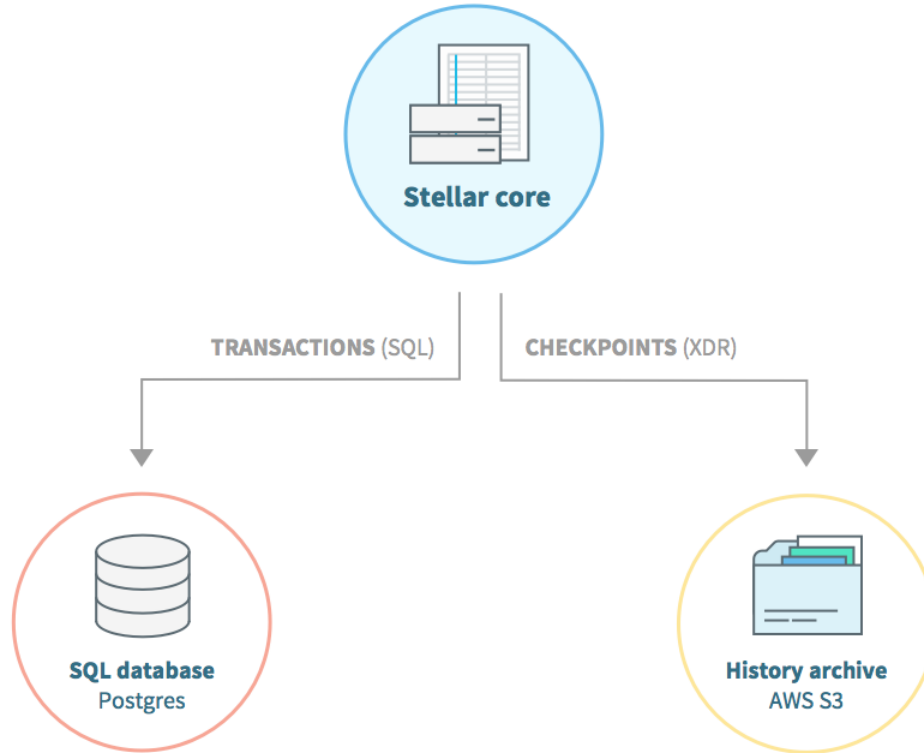 Stellar core
TRANSACTIONS (SQL)
CHECKPOINTS (XDR)
SQL database
Postgres
History archive
AWS S3